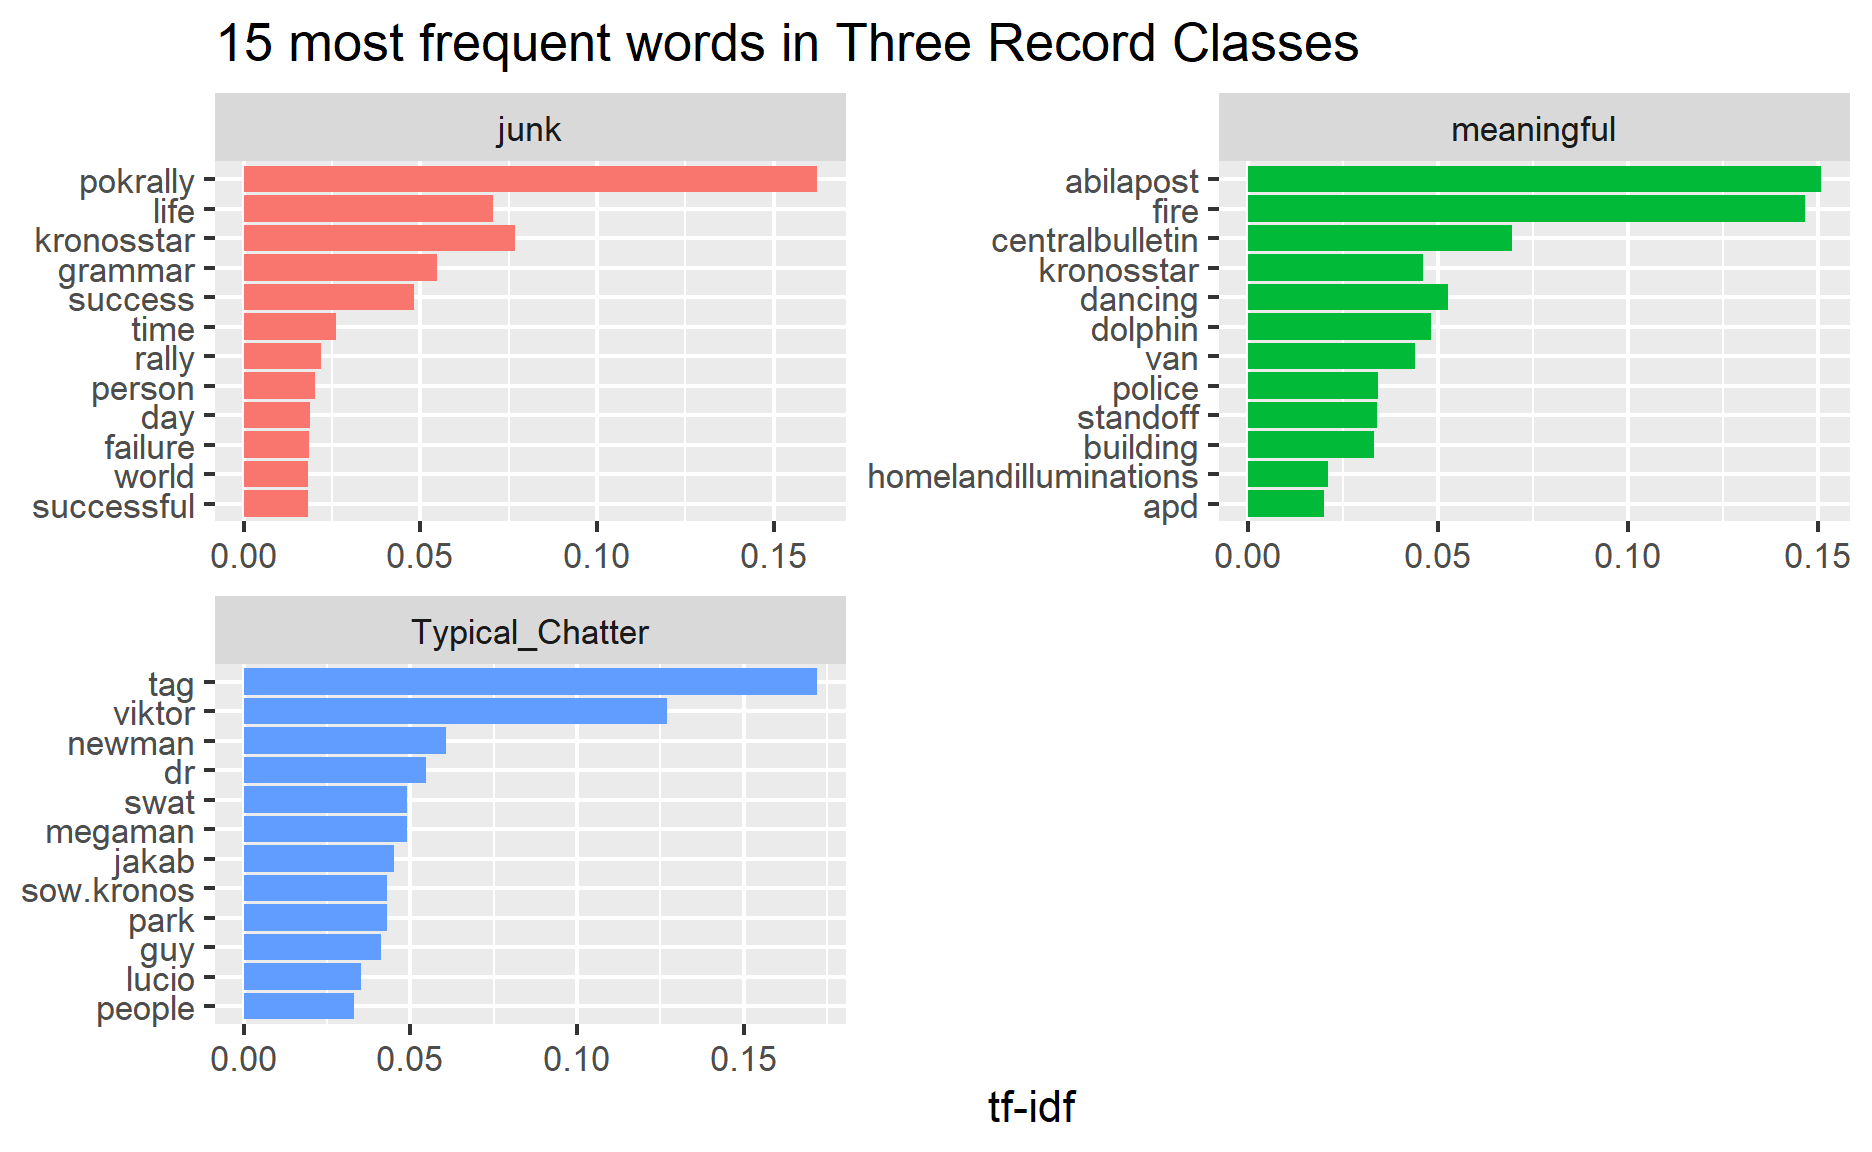 15 most frequent words in Three Record Classes
junk
pokrally
life
kronosstar
grammar
success
time
rally
person
day
failure
world
successful
0.00 0.05 0.10 0.15
meaningful
abilapost
fire
centralbulletin
kronosstar
dancing
dolphin
van
police
standoff
building
homelandilluminations
apd
0.00 0.05 0.10 0.15
Typical_Chatter
tag
viktor
newman
dr
swat
megaman
jakab
sow.kronos
park
guy
lucio
people
0.00 0.05 0.10 0.15
tf-idf